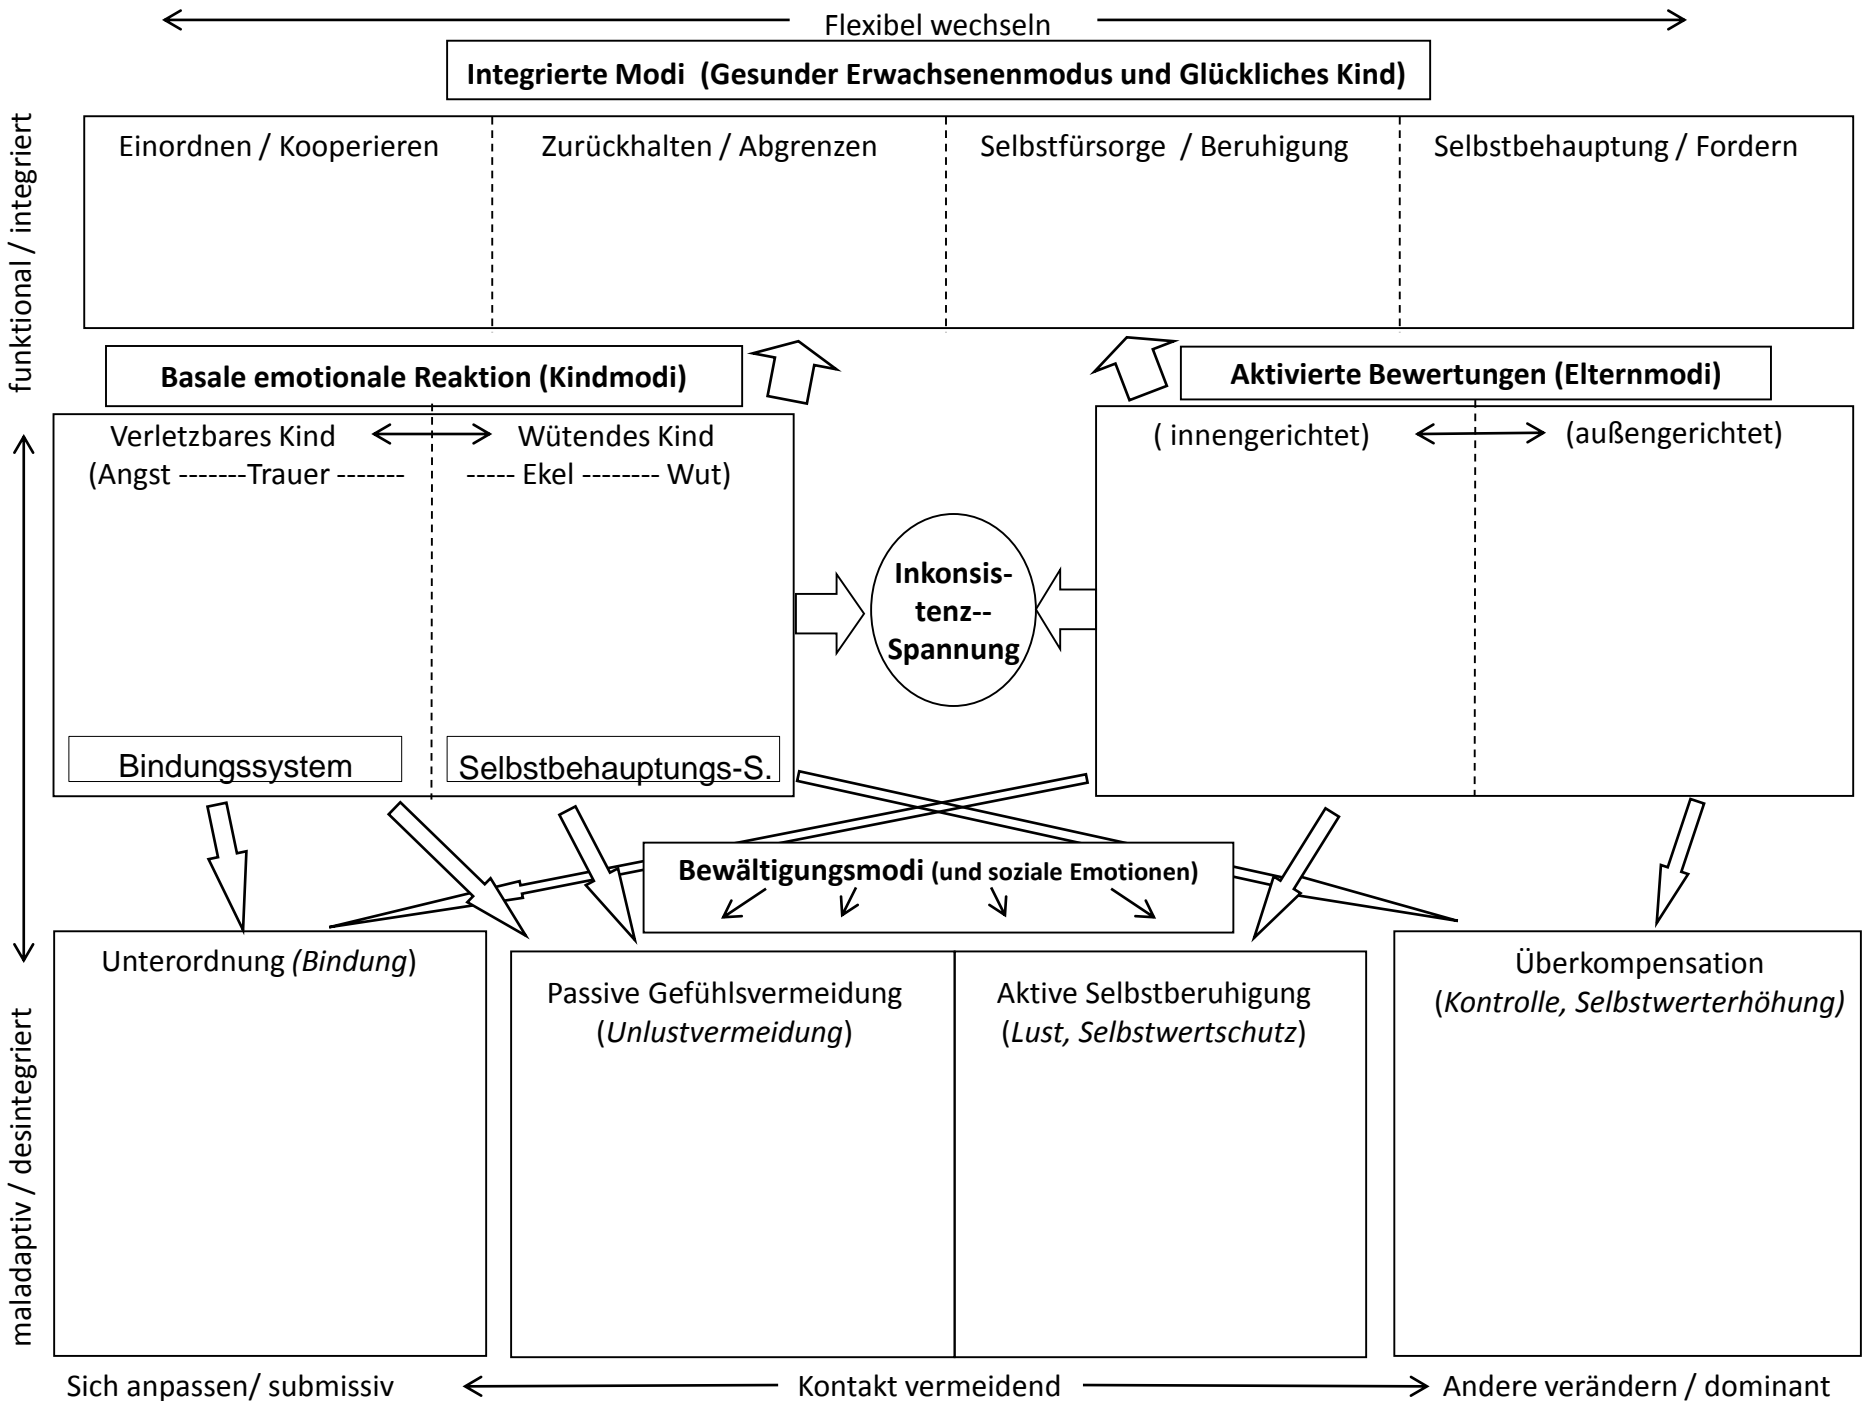 Flexibel wechseln
Integrierte Modi (Gesunder Erwachsenenmodus und Glückliches Kind)
funktional / integriert
Einordnen / Kooperieren
Zurückhalten / Abgrenzen
Selbstfürsorge / Beruhigung
Selbstbehauptung / Fordern
Basale emotionale Reaktion (Kindmodi)
Aktivierte Bewertungen (Elternmodi)
Verletzbares Kind
Wütendes Kind
(Angst -------Trauer -------
----- Ekel -------- Wut)
( innengerichtet)
(außengerichtet)
Inkonsis-
tenz--
Spannung
Bindungssystem
Selbstbehauptungs-S.
Bewältigungsmodi (und soziale Emotionen)
maladaptiv / desintegriert
Unterordnung (Bindung)
Passive Gefühlsvermeidung
(Unlustvermeidung)
Aktive Selbstberuhigung
(Lust, Selbstwertschutz)
Überkompensation
(Kontrolle, Selbstwerterhöhung)
Sich anpassen/ submissiv
Kontakt vermeidend
Andere verändern / dominant